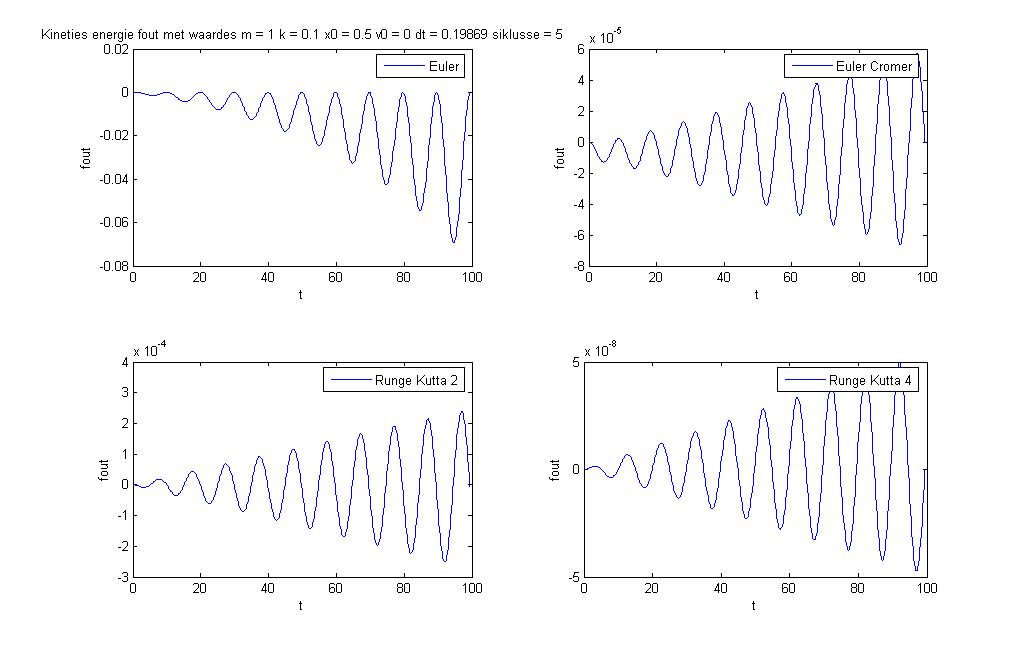 Kineties energie fout met waardes m = 1 k = 0.1 x0 = 0.5 v0 = 0 dt = 0.19869 siklusse = 5
0.02
0
-0.02
-0.04
-0.06
-0.08
fout
0 20 40 60 80 100
t
Euler
x 10^-5
6
4
2
0
-2
-4
-6
-8
fout
0 20 40 60 80 100
t
Euler Cromer
x 10^-4
4
3
2
1
0
-1
-2
-3
fout
0 20 40 60 80 100
t
Runge Kutta 2
x 10^-8
5
0
-5
fout
0 20 40 60 80 100
t
Runge Kutta 4